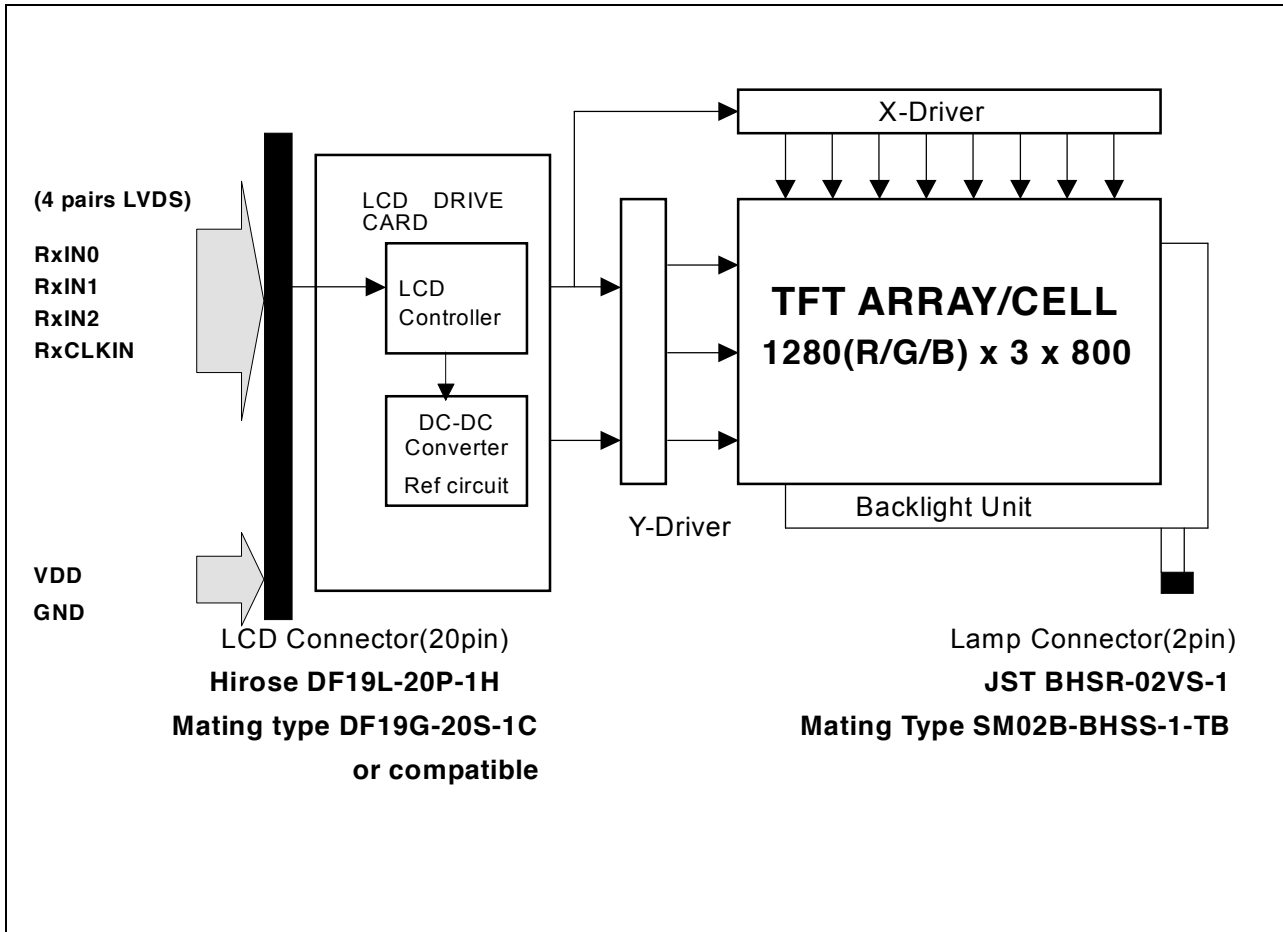 X-Driver
(4 pairs LVDS)
RxIN0
RxIN1
RxIN2
RxCLKIN
LCD DRIVE
CARD
LCD
Controller
DC-DC
Converter
Ref circuit
TFT ARRAY/CELL
1280(R/G/B) x 3 x 800
Y-Driver
Backlight Unit
VDD
GND
LCD Connector(20pin)
Hirose DF19L-20P-1H
Mating type DF19G-20S-1C
or compatible
Lamp Connector(2pin)
JST BHSR-02VS-1
Mating Type SM02B-BHSS-1-TB